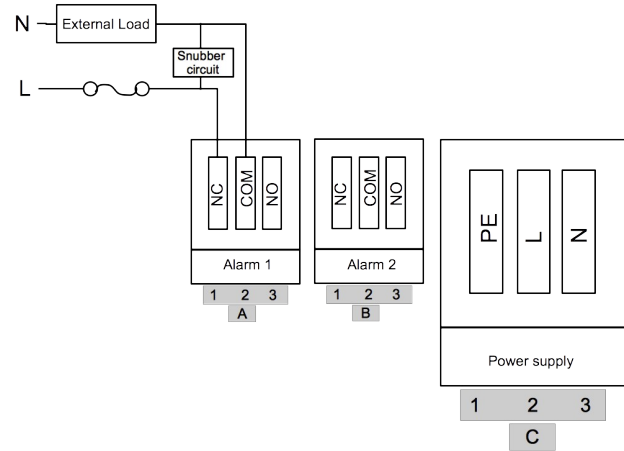 N External Load
Snubber
circuit
L
NC COM NO
NC COM NO
PE L N
Alarm 1
Alarm 2
1 2 3
1 2 3
A
B
Power supply
1 2 3
C